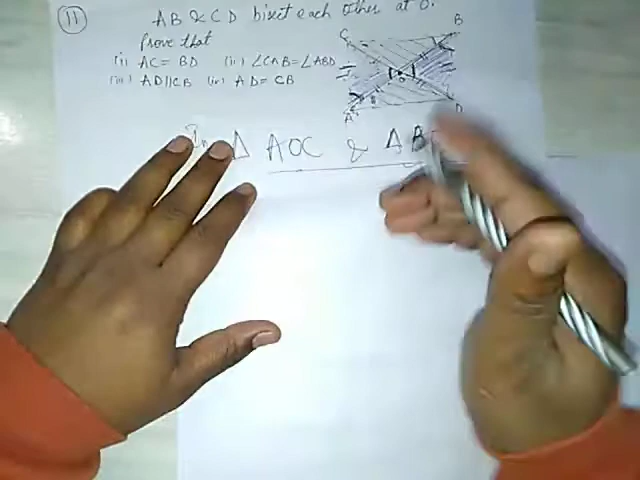 11 AB & CD bisect each other at O.
Prove that
(i) AC = BD (ii) ∠CAB = ∠ABD
(iii) AD||CB (iv) AD = CB
C B
O
A D
In Δ AOC & Δ B